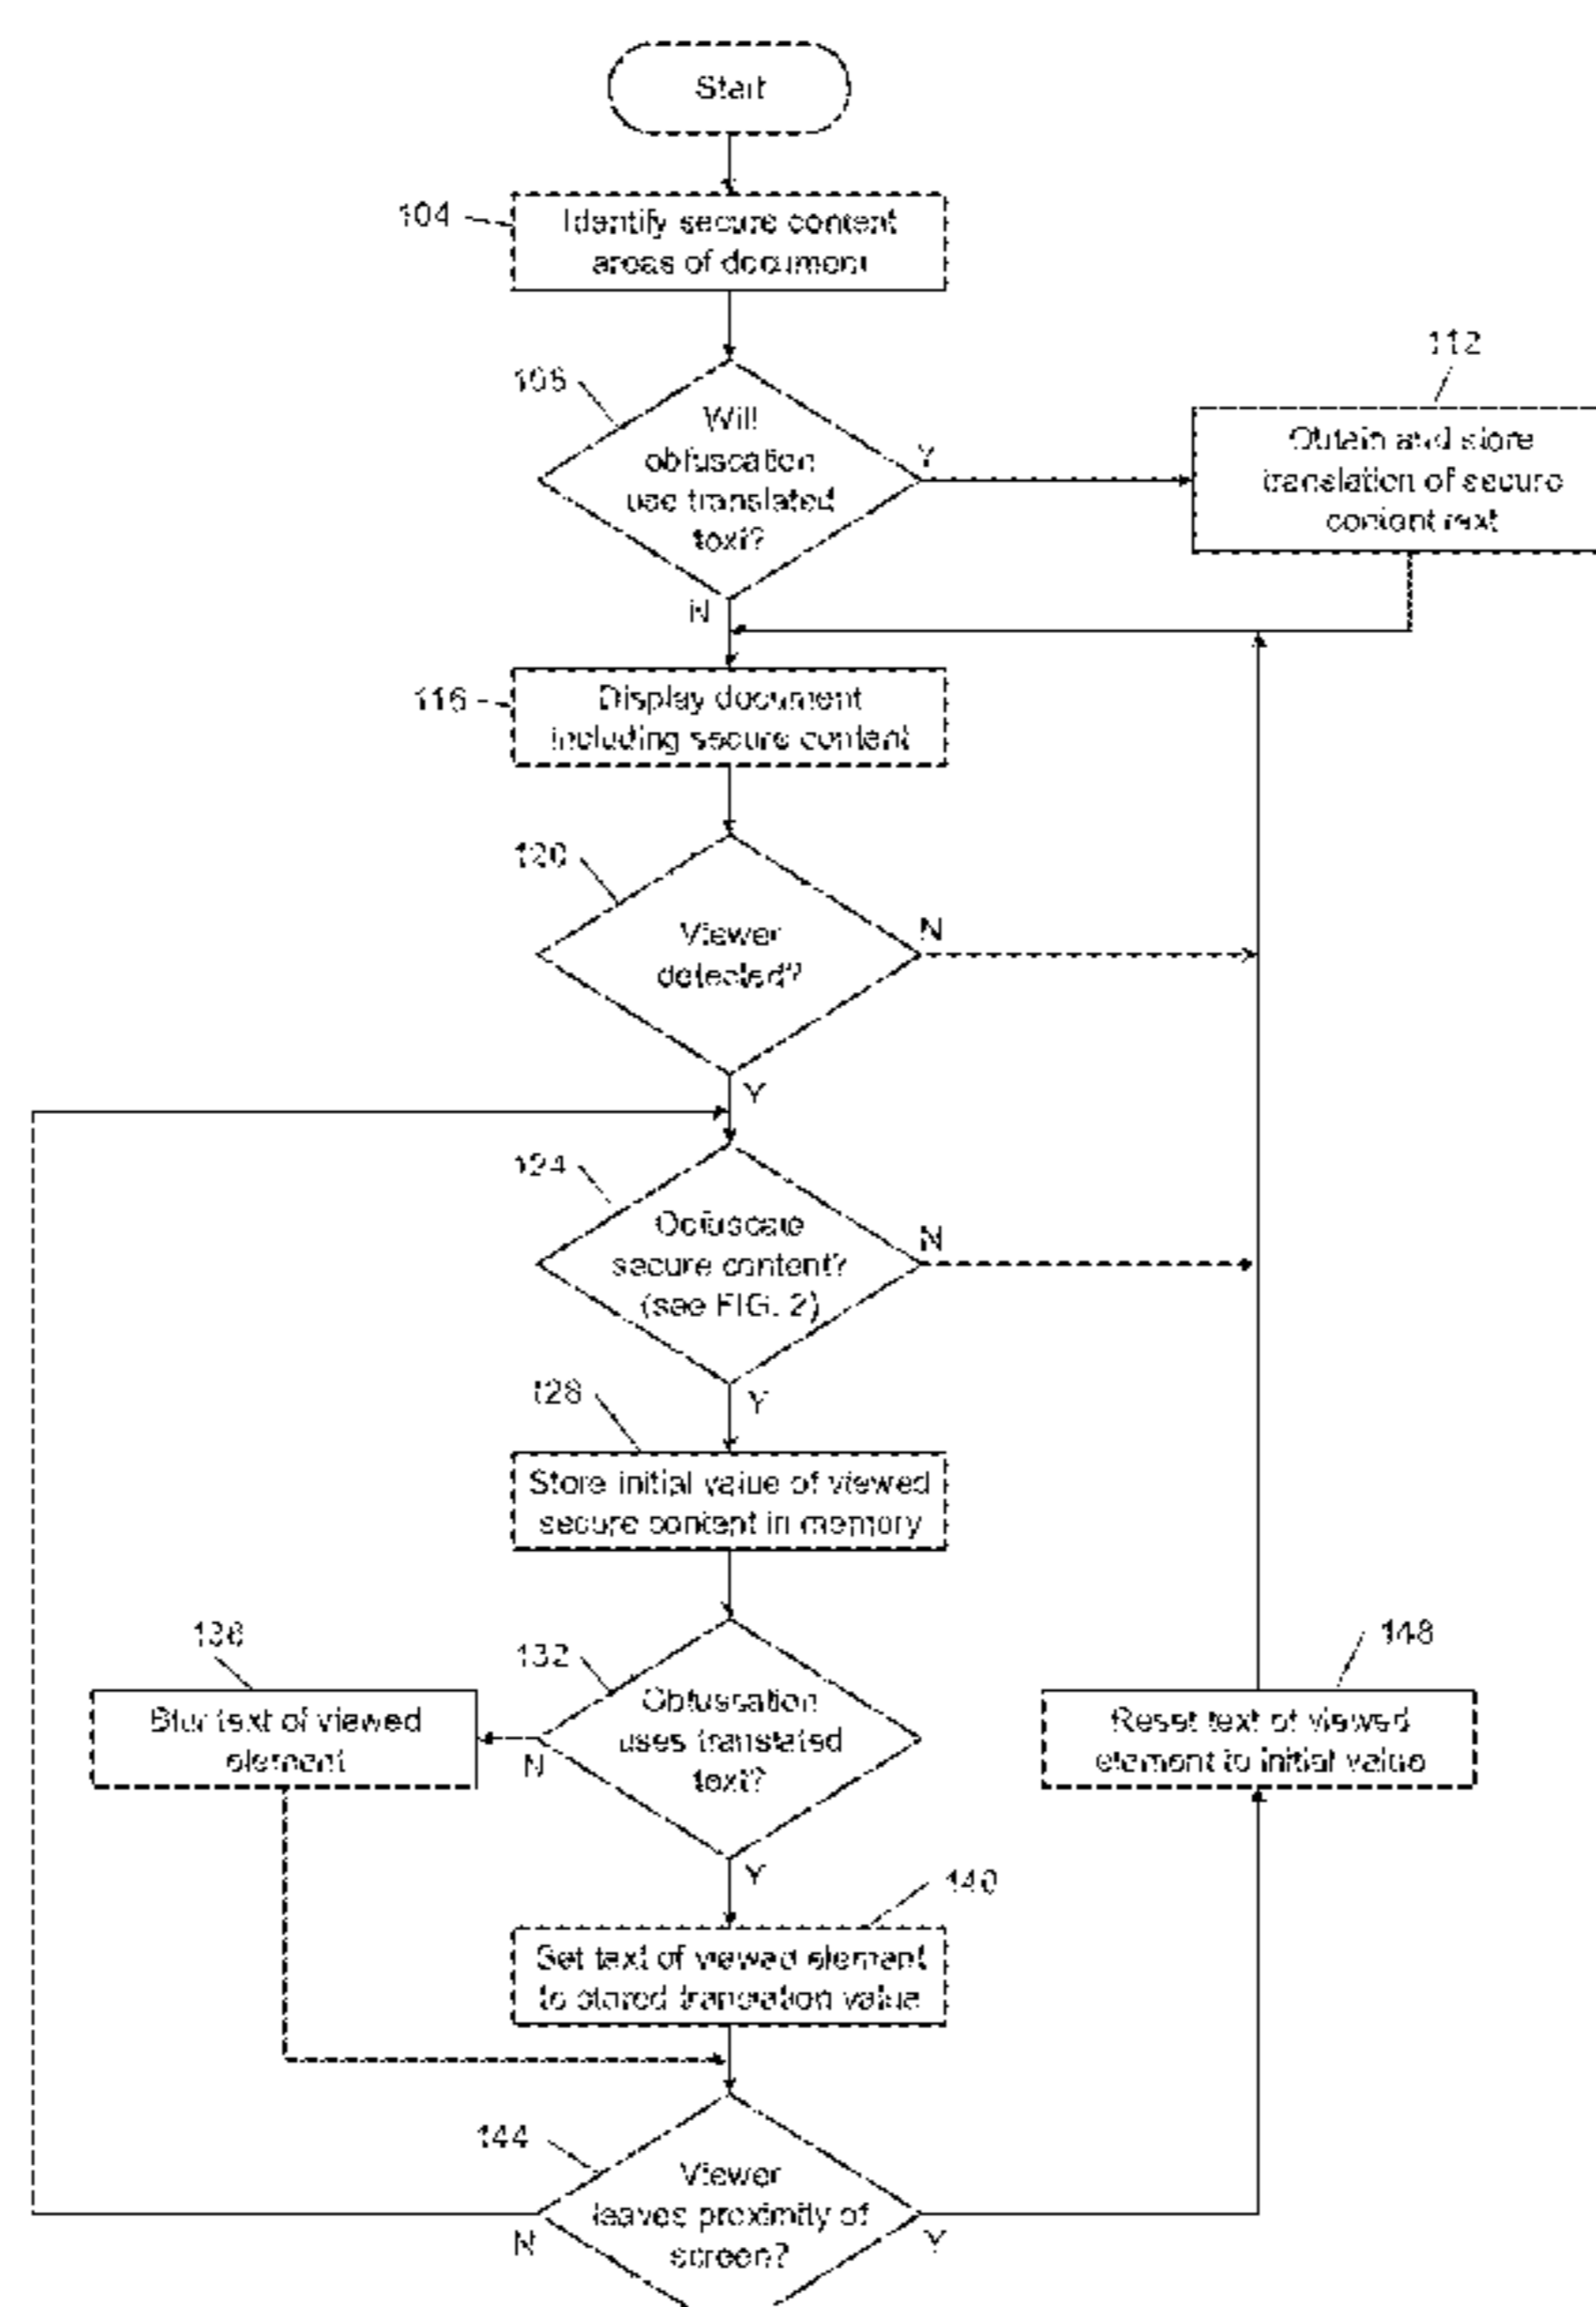 Start
104
Identify secure content
areas of document
108
Will
obfuscation
use translated
text?
Y
N
112
Obtain and store
translation of secure
content text
116
Display document
including secure content
120
Viewer
detected?
N
Y
124
Obfuscate
secure content?
(see FIG. 2)
N
Y
128
Store initial value of viewed
secure content in memory
132
Obfuscation
uses translated
text?
N
Y
136
Blur text of viewed
element
148
Reset text of viewed
element to initial value
140
Set text of viewed element
to stored translation value
144
Viewer
leaves proximity of
screen?
N
Y